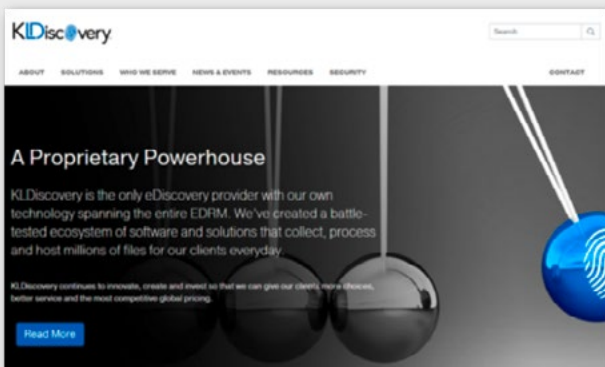 KLDiscovery
Search
ABOUT SOLUTIONS WHO WE SERVE NEWS & EVENTS RESOURCES SECURITY CONTACT
A Proprietary Powerhouse
KLDiscovery is the only eDiscovery provider with our own
technology spanning the entire EDRM. We've created a battle-
tested ecosystem of software and solutions that collect, process
and host millions of files for our clients everyday.
KLDiscovery continues to innovate, create and invest so that we can give our clients more choices,
better service and the most competitive global pricing.
Read More